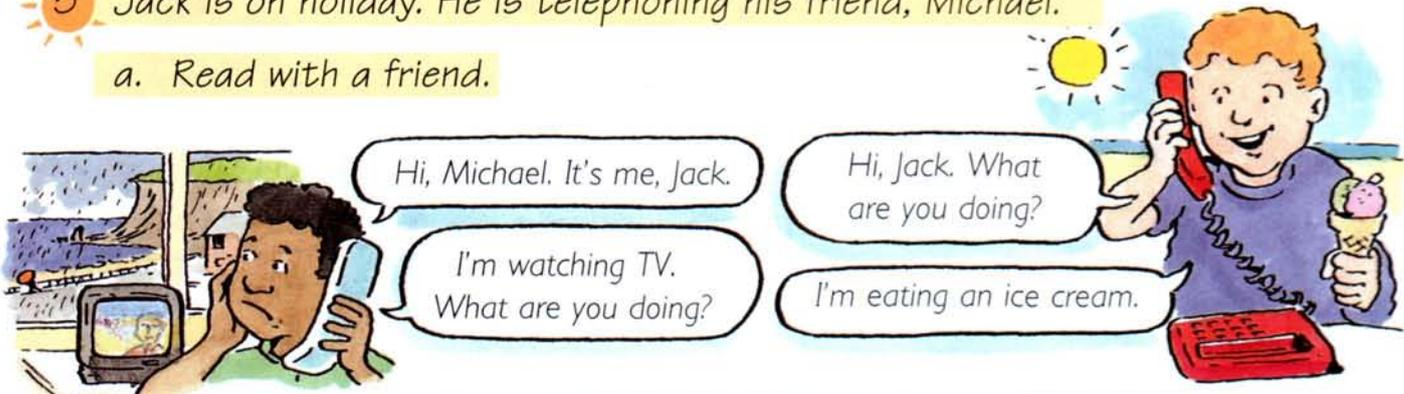 5 Jack is on holiday. He is telephoning his friend, Michael.
a. Read with a friend.
Hi, Michael. It's me, Jack.
Hi, Jack. What
are you doing?
I'm watching TV.
What are you doing?
I'm eating an ice cream.